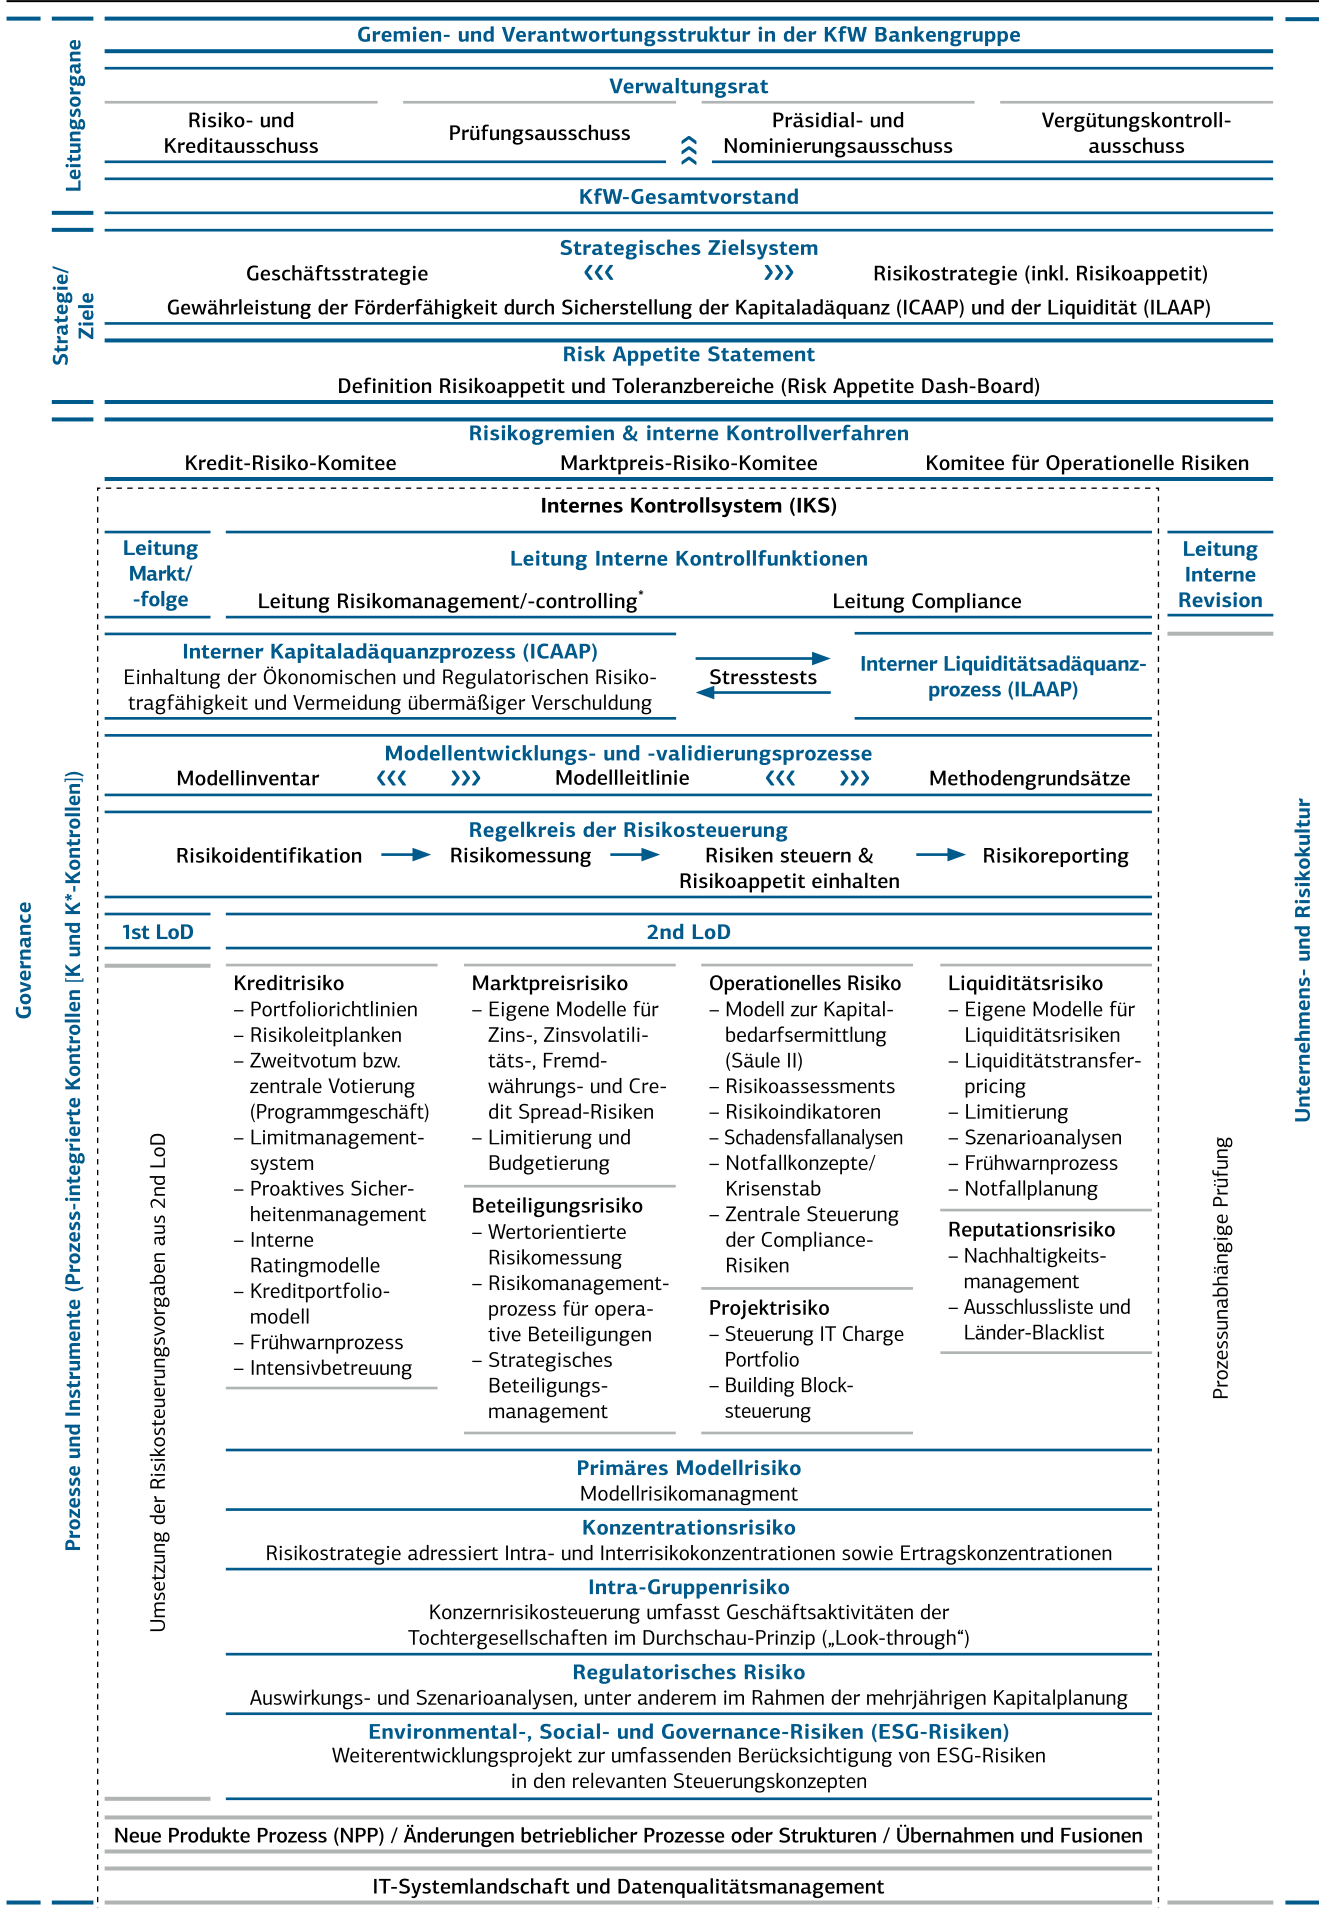 Gremien- und Verantwortungsstruktur in der KfW Bankengruppe
Leitungsorgane
Verwaltungsrat
Risiko- und
Kreditausschuss
Prüfungsausschuss
Präsidial- und
Nominierungsausschuss
Vergütungskontroll-
ausschuss
KfW-Gesamtvorstand
Strategie/
Ziele
Strategisches Zielsystem
Geschäftsstrategie
Risikostrategie (inkl. Risikoappetit)
Gewährleistung der Förderfähigkeit durch Sicherstellung der Kapitaladäquanz (ICAAP) und der Liquidität (ILAAP)
Risk Appetite Statement
Definition Risikoappetit und Toleranzbereiche (Risk Appetite Dash-Board)
Governance
Prozesse und Instrumente (Prozess-integrierte Kontrollen [K und K*-Kontrollen])
Unternehmens- und Risikokultur
Risikogremien & interne Kontrollverfahren
Kredit-Risiko-Komitee
Marktpreis-Risiko-Komitee
Komitee für Operationelle Risiken
Internes Kontrollsystem (IKS)
Leitung
Markt/
-folge
Leitung Interne Kontrollfunktionen
Leitung Risikomanagement/-controlling*
Leitung Compliance
Leitung
Interne
Revision
Interner Kapitaladäquanzprozess (ICAAP)
Einhaltung der Ökonomischen und Regulatorischen Risiko-
tragfähigkeit und Vermeidung übermäßiger Verschuldung
Stresstests
Interner Liquiditätsadäquanz-
prozess (ILAAP)
Modellentwicklungs- und -validierungsprozesse
Modellinventar
Modellleitlinie
Methodengrundsätze
Regelkreis der Risikosteuerung
Risikoidentifikation
Risikomessung
Risiken steuern &
Risikoappetit einhalten
Risikoreporting
1st LoD
2nd LoD
Umsetzung der Risikosteuerungsvorgaben aus 2nd LoD
Kreditrisiko
– Portfoliorichtlinien
– Risikoleitplanken
– Zweitvotum bzw.
zentrale Votierung
(Programmgeschäft)
– Limitmanagement-
system
– Proaktives Sicher-
heitenmanagement
– Interne
Ratingmodelle
– Kreditportfolio-
modell
– Frühwarnprozess
– Intensivbetreuung
Marktpreisrisiko
– Eigene Modelle für
Zins-, Zinsvolatili-
täts-, Fremd-
währungs- und Cre-
dit Spread-Risiken
– Limitierung und
Budgetierung
Beteiligungsrisiko
– Wertorientierte
Risikomessung
– Risikomanagement-
prozess für opera-
tive Beteiligungen
– Strategisches
Beteiligungs-
management
Operationelles Risiko
– Modell zur Kapital-
bedarfsermittlung
(Säule II)
– Risikoassessments
– Risikoindikatoren
– Schadensfallanalysen
– Notfallkonzepte/
Krisenstab
– Zentrale Steuerung
der Compliance-
Risiken
Projektrisiko
– Steuerung IT Charge
Portfolio
– Building Block-
steuerung
Liquiditätsrisiko
– Eigene Modelle für
Liquiditätsrisiken
– Liquiditätstransfer-
pricing
– Limitierung
– Szenarioanalysen
– Frühwarnprozess
– Notfallplanung
Reputationsrisiko
– Nachhaltigkeits-
management
– Ausschlussliste und
Länder-Blacklist
Prozessunabhängige Prüfung
Primäres Modellrisiko
Modellrisikomanagment
Konzentrationsrisiko
Risikostrategie adressiert Intra- und Interrisikokonzentrationen sowie Ertragskonzentrationen
Intra-Gruppenrisiko
Konzernrisikosteuerung umfasst Geschäftsaktivitäten der
Tochtergesellschaften im Durchschau-Prinzip („Look-through“)
Regulatorisches Risiko
Auswirkungs- und Szenarioanalysen, unter anderem im Rahmen der mehrjährigen Kapitalplanung
Environmental-, Social- und Governance-Risiken (ESG-Risiken)
Weiterentwicklungsprojekt zur umfassenden Berücksichtigung von ESG-Risiken
in den relevanten Steuerungskonzepten
Neue Produkte Prozess (NPP) / Änderungen betrieblicher Prozesse oder Strukturen / Übernahmen und Fusionen
IT-Systemlandschaft und Datenqualitätsmanagement